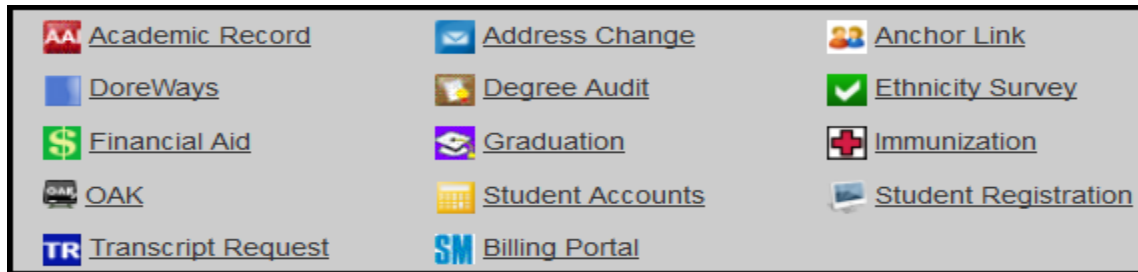 AA Academic Record Address Change Anchor Link
DoreWays Degree Audit Ethnicity Survey
$ Financial Aid Graduation Immunization
OAK OAK Student Accounts Student Registration
TR Transcript Request SM Billing Portal